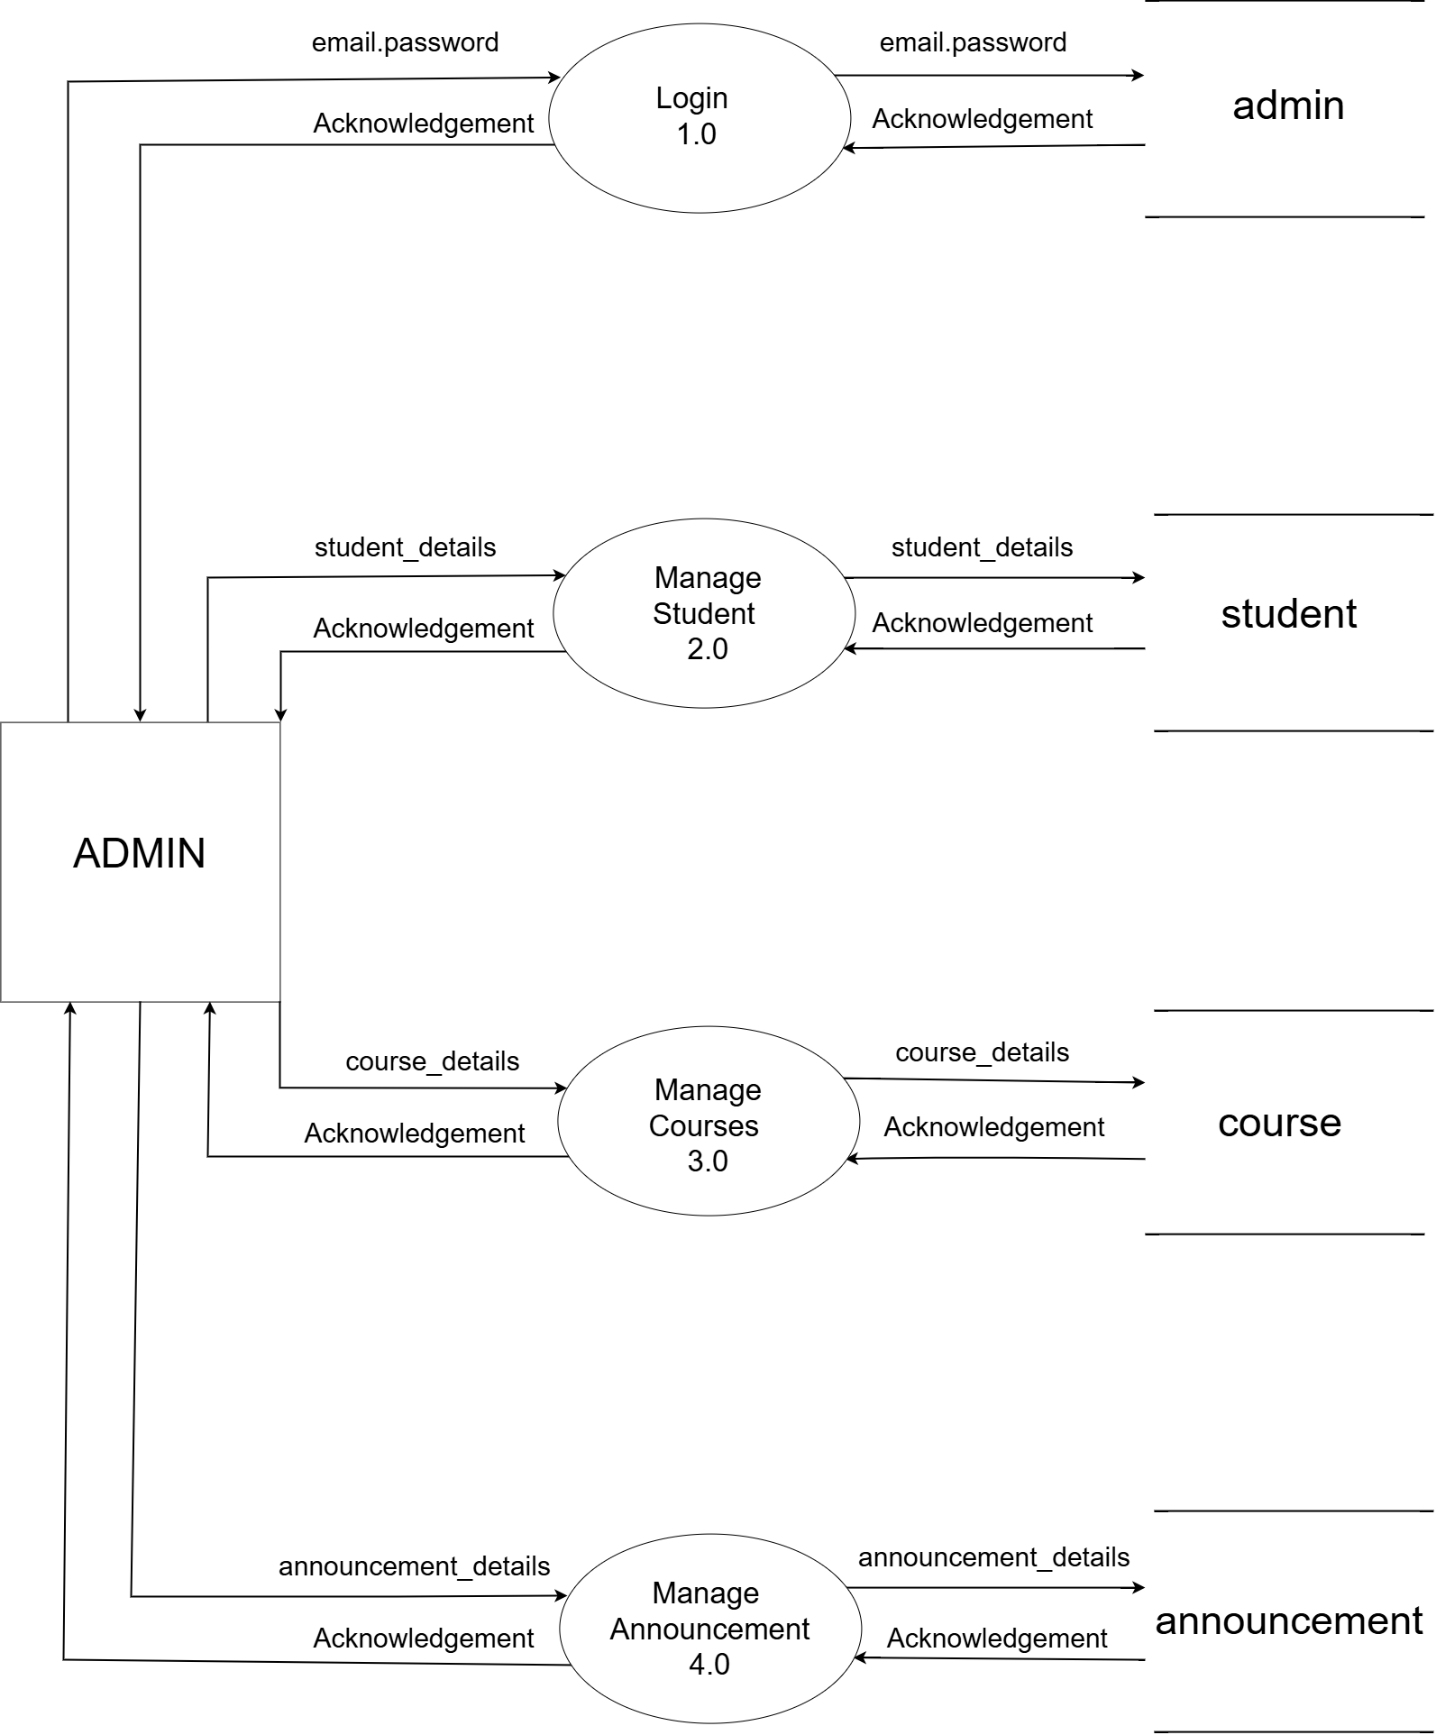 email.password
email.password
Login
1.0
admin
Acknowledgement
Acknowledgement
student_details
student_details
Manage
Student
2.0
student
Acknowledgement
Acknowledgement
ADMIN
course_details
course_details
Manage
Courses
3.0
course
Acknowledgement
Acknowledgement
announcement_details
announcement_details
Manage
Announcement
4.0
announcement
Acknowledgement
Acknowledgement